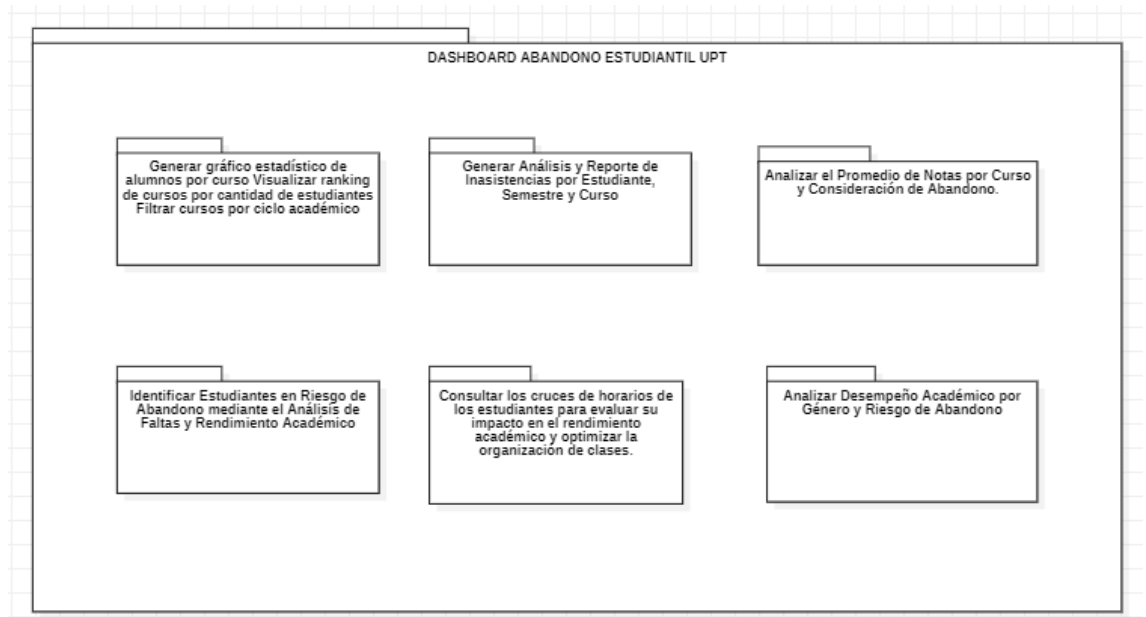 DASHBOARD ABANDONO ESTUDIANTIL UPT
Generar gráfico estadístico de
alumnos por curso Visualizar ranking
de cursos por cantidad de estudiantes
Filtrar cursos por ciclo académico
Generar Análisis y Reporte de
Inasistencias por Estudiante,
Semestre y Curso
Analizar el Promedio de Notas por Curso
y Consideración de Abandono.
Identificar Estudiantes en Riesgo de
Abandono mediante el Análisis de
Faltas y Rendimiento Académico
Consultar los cruces de horarios de
los estudiantes para evaluar su
impacto en el rendimiento
académico y optimizar la
organización de clases.
Analizar Desempeño Académico por
Género y Riesgo de Abandono